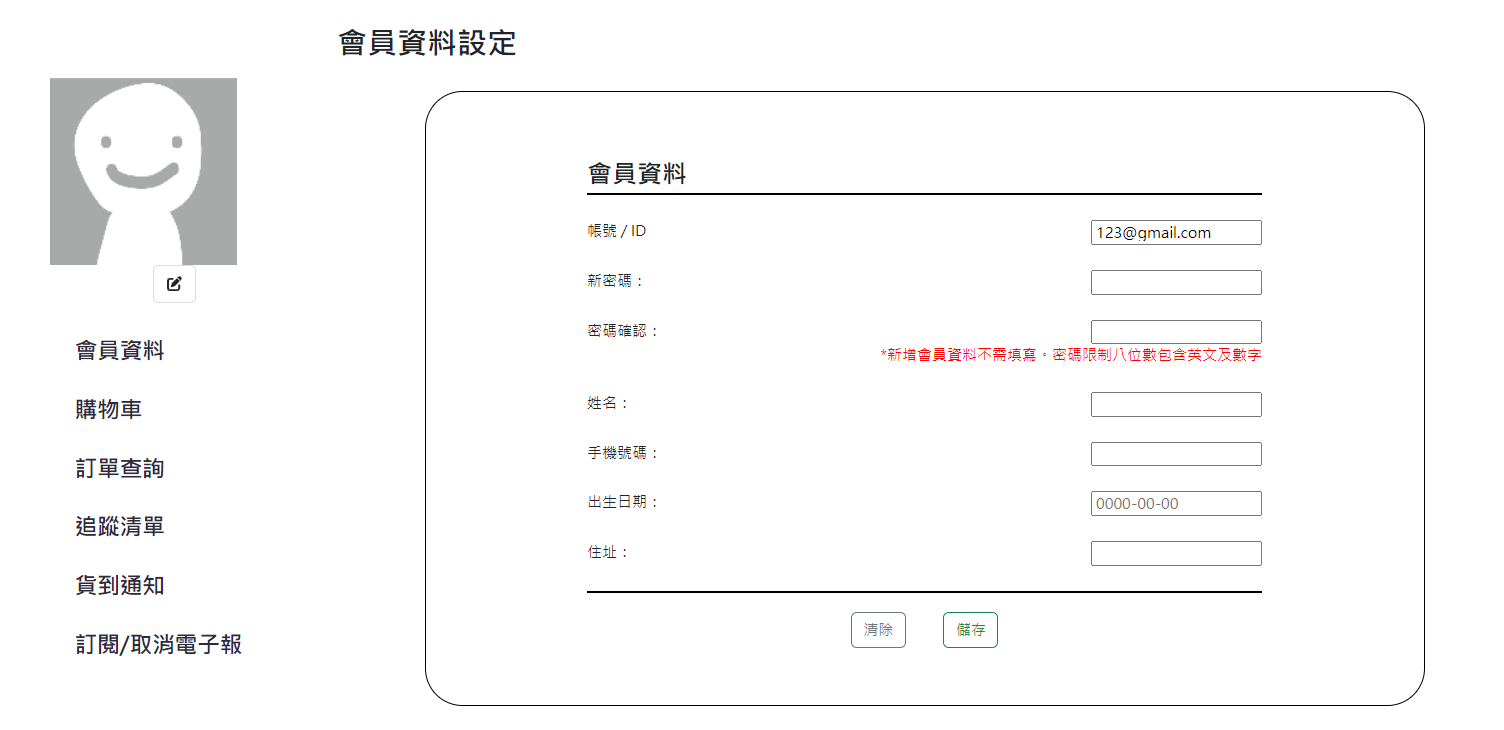 會員資料設定
會員資料
購物車
訂單查詢
追蹤清單
貨到通知
訂閱/取消電子報
會員資料
帳號 / ID
123@gmail.com
新密碼：
密碼確認：
*新增會員資料不需填寫。密碼限制八位數包含英文及數字
姓名：
手機號碼：
出生日期：
0000-00-00
住址：
清除
儲存